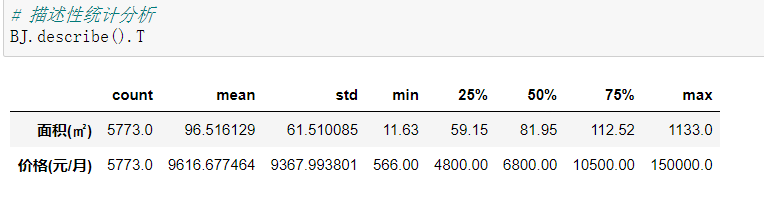 # 描述性统计分析
BJ.describe().T
count mean std min 25% 50% 75% max
面积(㎡) 5773.0 96.516129 61.510085 11.63 59.15 81.95 112.52 1133.0
价格(元/月) 5773.0 9616.677464 9367.993801 566.00 4800.00 6800.00 10500.00 150000.0